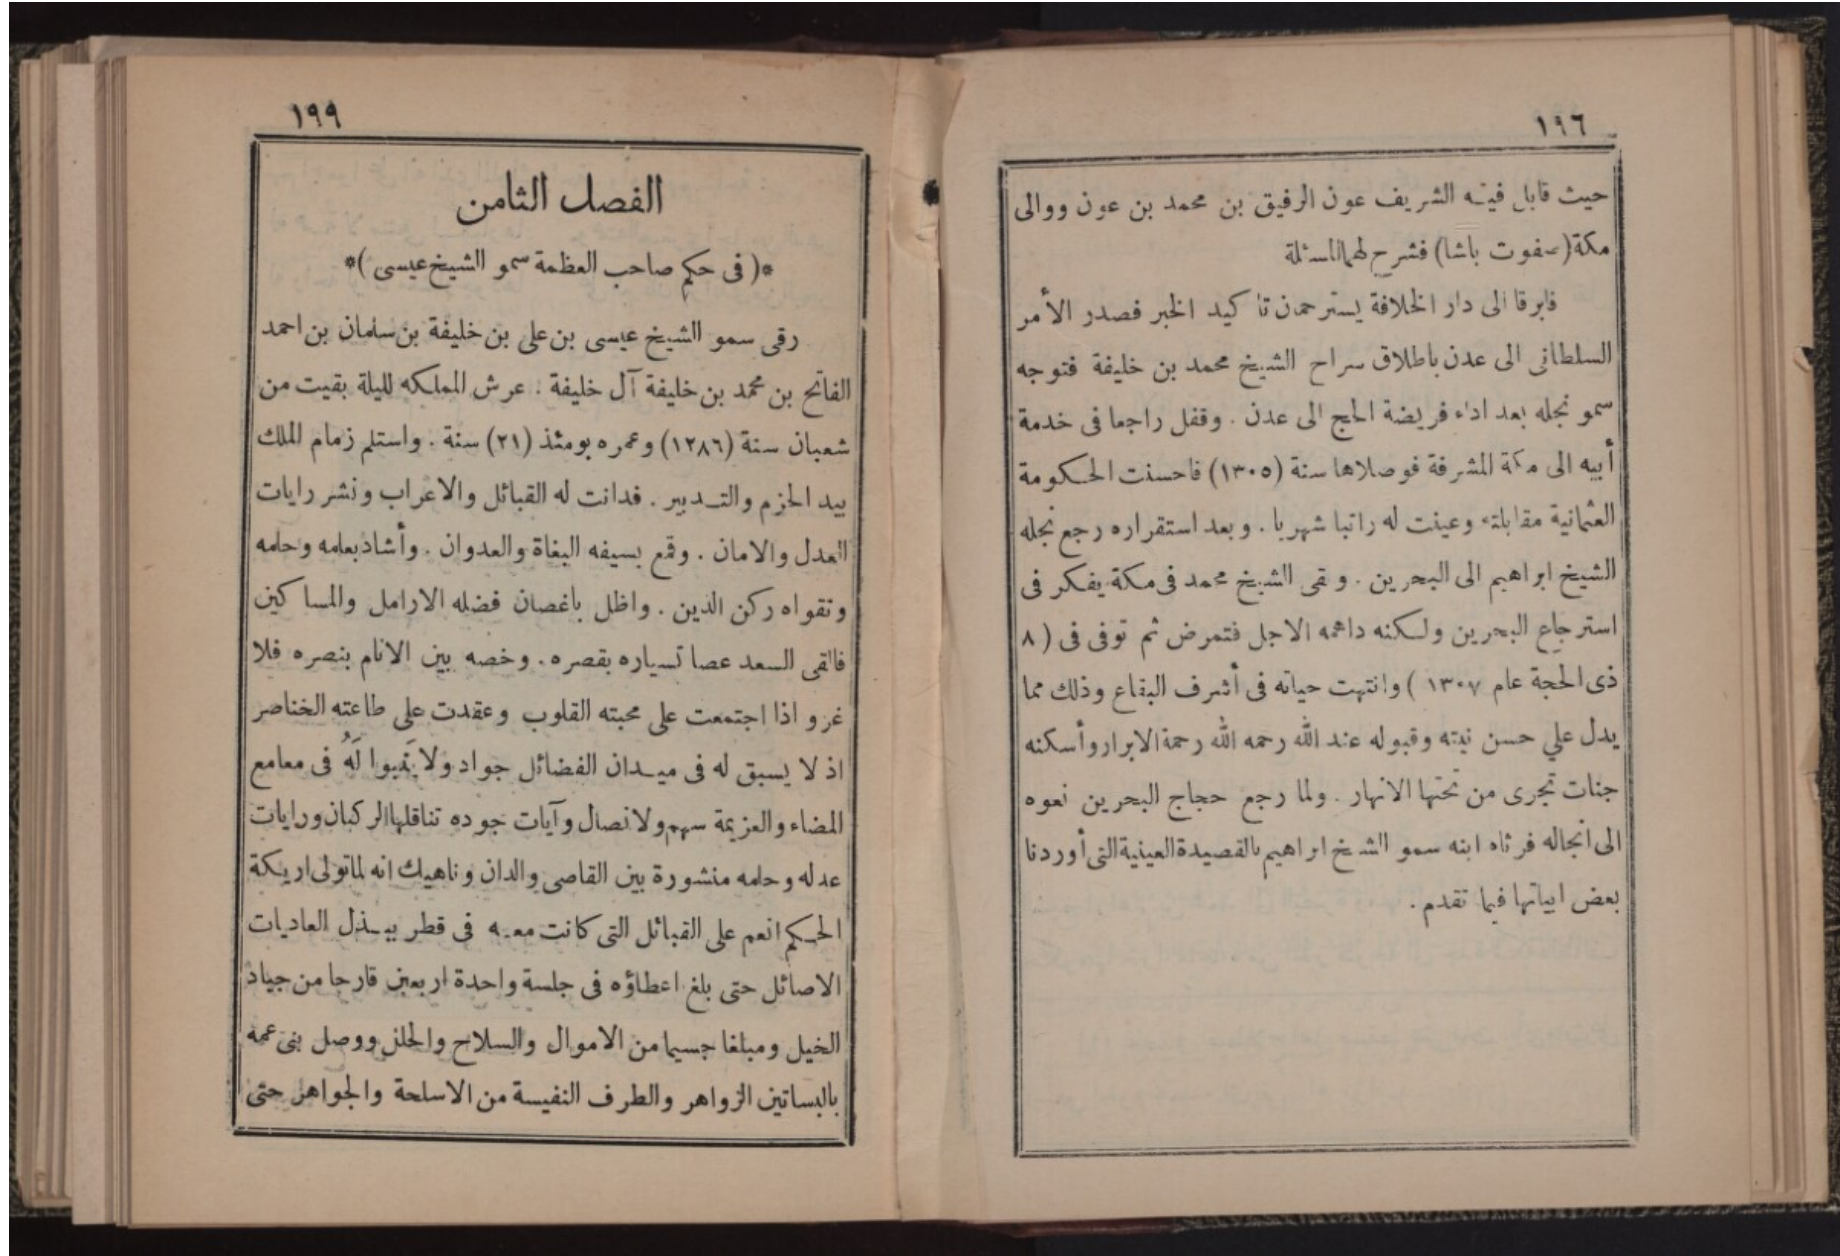 ١٩٦
حيث قابل فيه الشريف عون الرفيق بن محمد بن عون ووالى
مكة (صفوت باشا) فشرح لهما المسئلة
فابرقا الى دار الخلافة يسترحمان تاكيد الخبر فصدر الأمر
السلطانى الى عدن باطلاق سراح الشيخ محمد بن خليفة فتوجه
سمو نجله بعد اداء فريضة الحج الى عدن . وقفل راجعا فى خدمة
أبيه الى مكة المشرفة فوصلاها سنة (١٣٠٥) فاحسنت الحكومة
العثمانية مقابلته وعينت له راتبا شهريا . وبعد استقراره رجع نجله
الشيخ ابراهيم الى البحرين . وبقى الشيخ محمد فى مكة يفكر فى
استرجاع البحرين ولكنه داهمه الاجل فتمرض ثم توفى فى ( ٨
ذى الحجة عام ١٣٠٧ ) وانتهت حياته فى أشرف البقاع وذلك مما
يدل علي حسن نيته وقبوله عند الله رحمه الله رحمة الابرار وأسكنه
جنات تجرى من تحتها الانهار . ولما رجع حجاج البحرين نعوه
الى انجاله فرثاه ابنه سمو الشيخ ابراهيم بالقصيدة العينية التى أوردنا
بعض ابياتها فيما تقدم .
١٩٩
الفصل الثامن
*( فى حكم صاحب العظمة سمو الشيخ عيسى )*
رقى سمو الشيخ عيسى بن على بن خليفة بن سلمان بن احمد
الفاتح بن محمد بن خليفة آل خليفة . عرش المملكه لليلة بقيت من
شعبان سنة (١٢٨٦) وعمره يومئذ (٢١) سنة . واستلم زمام الملك
بيد الحزم والتدبير . فدانت له القبائل والاعراب ونشر رايات
العدل والامان . وقمع بسيفه البغاة والعدوان . وأشاد بعلمه وحلمه
وتقواه ركن الدين . واظل باغصان فضله الارامل والمساكين
فالقى السعد عصا تسياره بقصره . وخصه بين الانام بنصره فلا
غرو اذا اجتمعت على محبته القلوب وعقدت علي طاعته الخناصر
اذ لا يسبق له فى ميدان الفضائل جواد ولا ينبوا لَهُ فى معامع
المضاء والعزيمة سهم ولا نصال وآيات جوده تناقلها الركبان ورايات
عدله وحلمه منشورة بين القاصي والدان وناهيك انه لما تولى اريكة
الحكم انعم على القبائل التى كانت معه فى قطر ببذل العاديات
الاصائل حتى بلغ اعطاؤه فى جلسة واحدة اربعين قارحا من جياد
الخيل ومبلغا جسيما من الاموال والسلاح والحلل ووصل بنى عمه
بالبساتين الزواهر والطرف النفيسة من الاسلحة والجواهر حتى